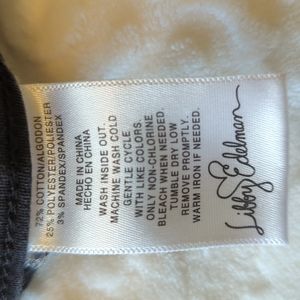 72% COTTON/ALGODON
25% POLYESTER/POLIESTER
3% SPANDEX/SPANDEX
MADE IN CHINA
HECHO EN CHINA
WASH INSIDE OUT.
MACHINE WASH COLD
GENTLE CYCLE.
WITH LIKE COLORS.
ONLY NON-CHLORINE
BLEACH WHEN NEEDED.
TUMBLE DRY LOW
REMOVE PROMPTLY.
WARM IRON IF NEEDED.
Libby Edelman